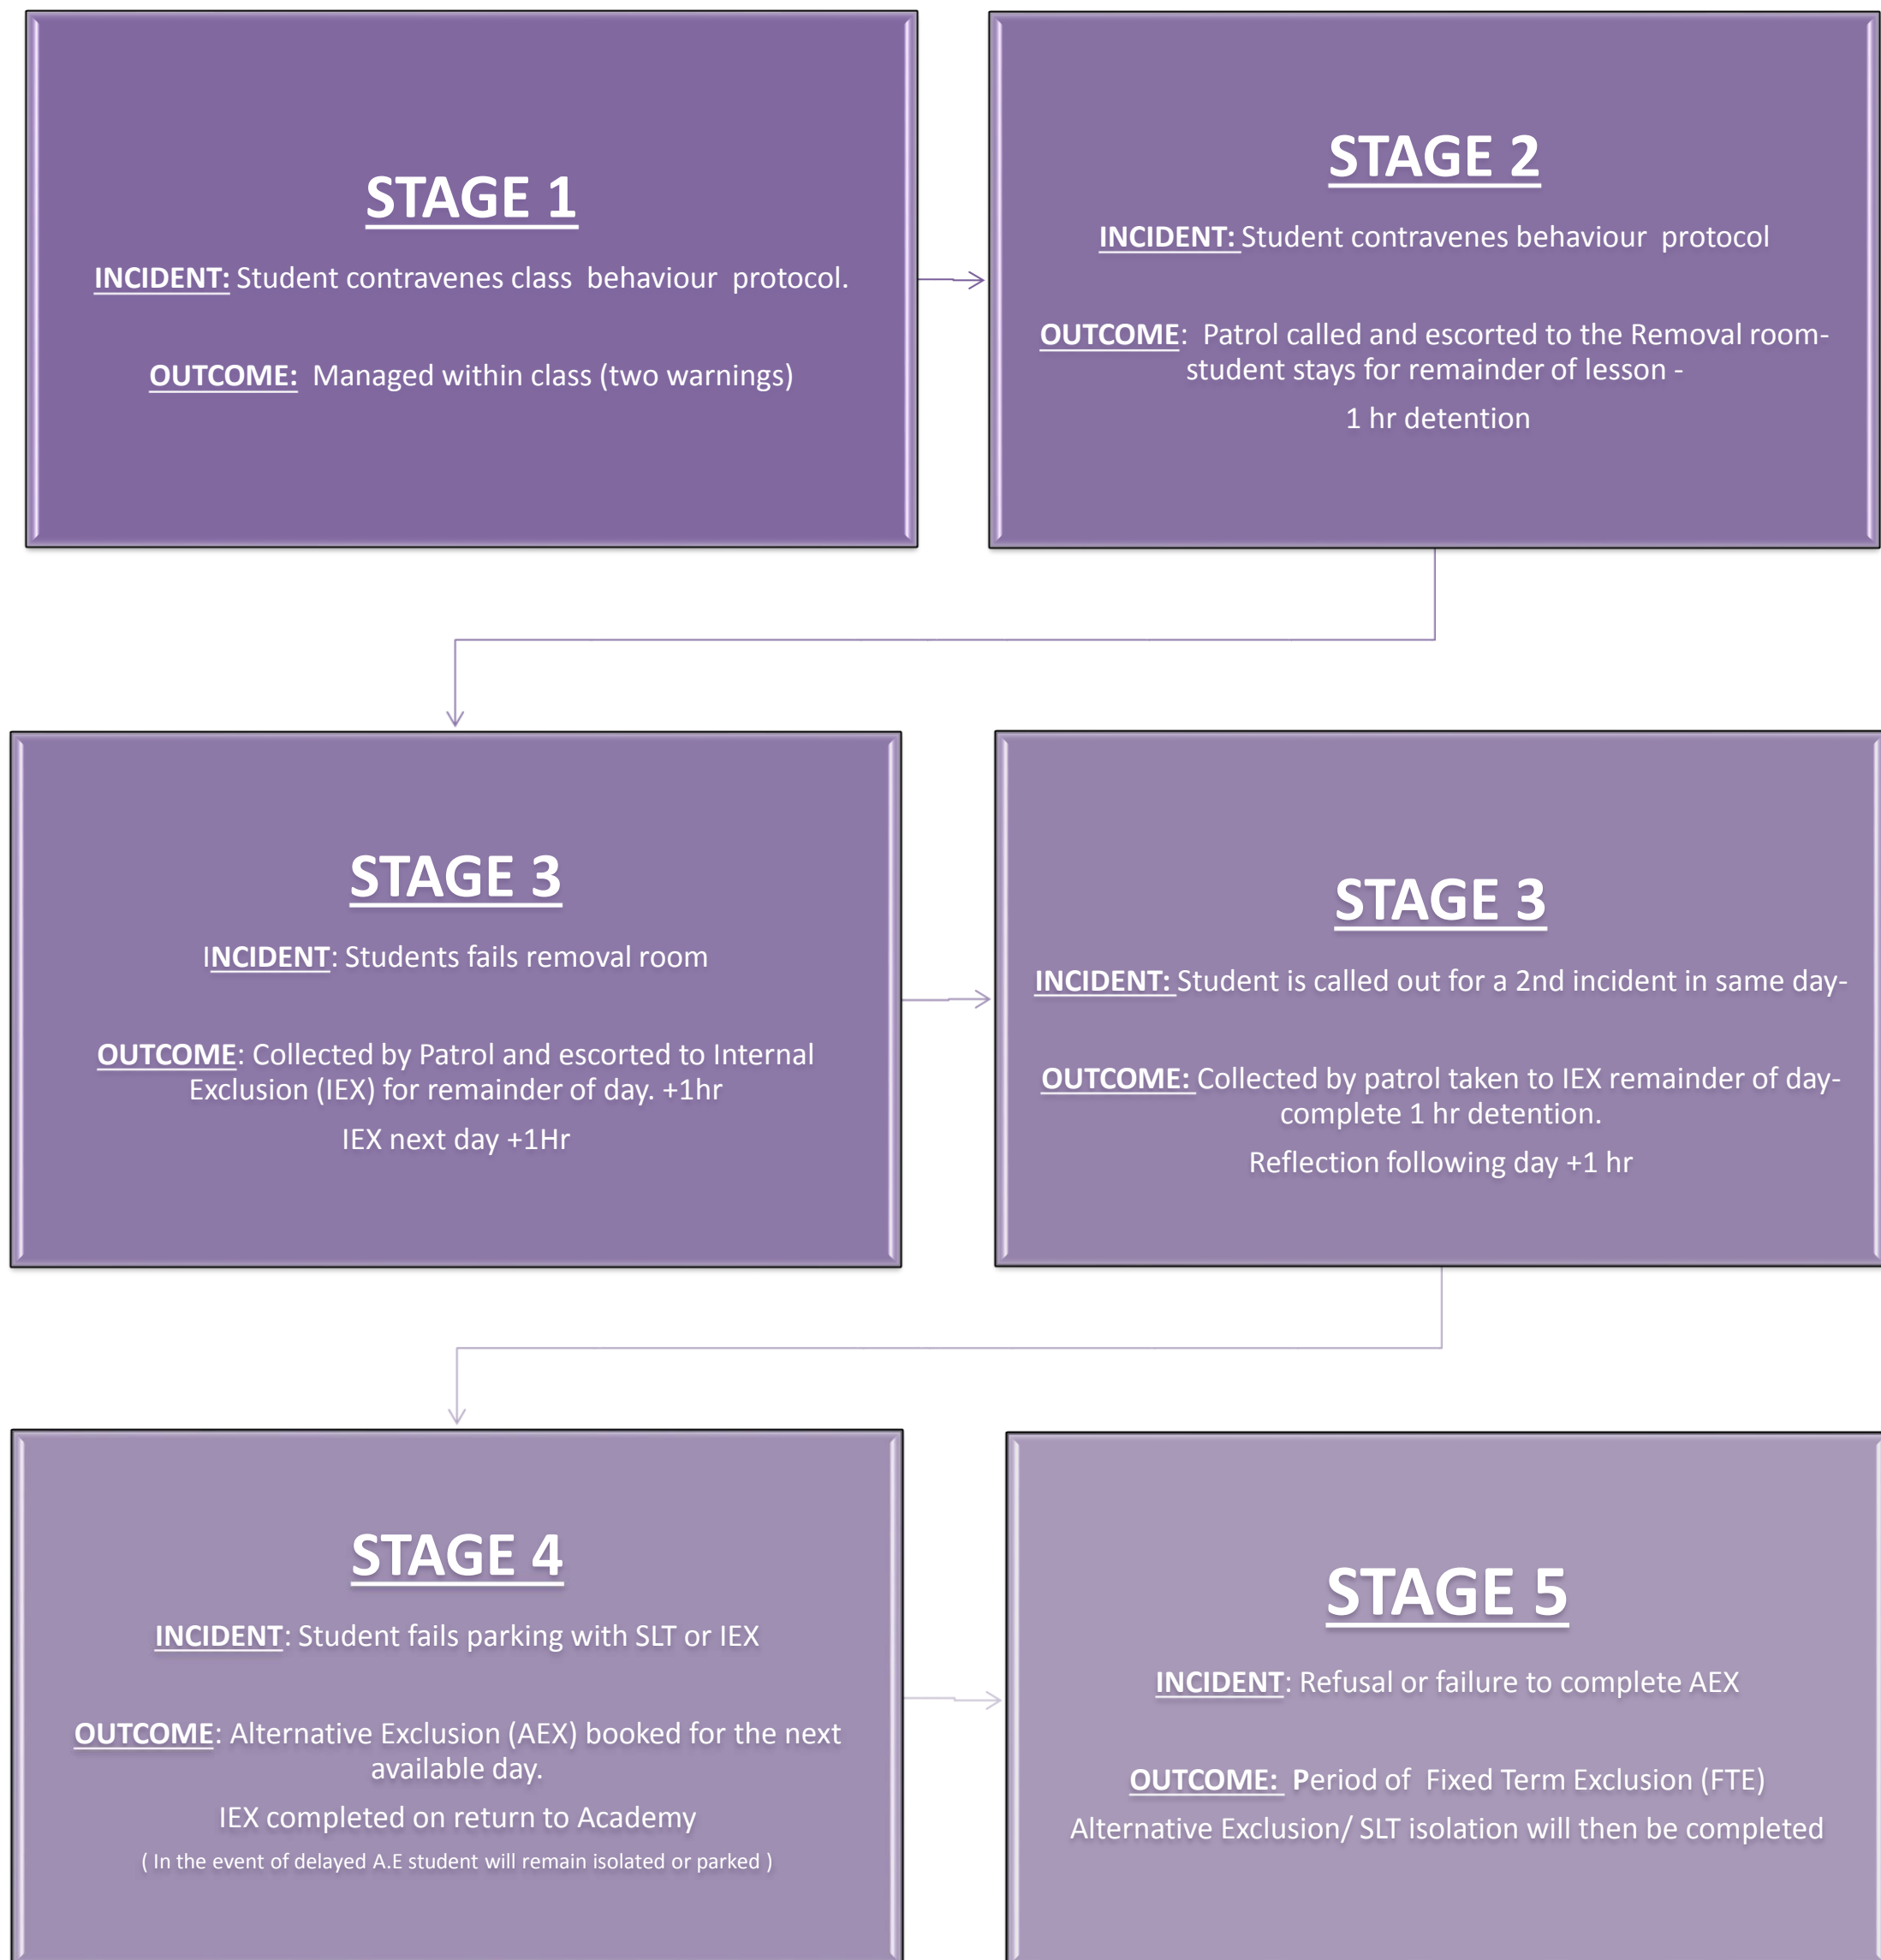 STAGE 1
INCIDENT: Student contravenes class behaviour protocol.
OUTCOME: Managed within class (two warnings)
STAGE 2
INCIDENT: Student contravenes behaviour protocol
OUTCOME: Patrol called and escorted to the Removal room-
student stays for remainder of lesson -
1 hr detention
STAGE 3
INCIDENT: Students fails removal room
OUTCOME: Collected by Patrol and escorted to Internal
Exclusion (IEX) for remainder of day. +1hr
IEX next day +1Hr
STAGE 3
INCIDENT: Student is called out for a 2nd incident in same day-
OUTCOME: Collected by patrol taken to IEX remainder of day-
complete 1 hr detention.
Reflection following day +1 hr
STAGE 4
INCIDENT: Student fails parking with SLT or IEX
OUTCOME: Alternative Exclusion (AEX) booked for the next
available day.
IEX completed on return to Academy
( In the event of delayed A.E student will remain isolated or parked )
STAGE 5
INCIDENT: Refusal or failure to complete AEX
OUTCOME: Period of Fixed Term Exclusion (FTE)
Alternative Exclusion/ SLT isolation will then be completed